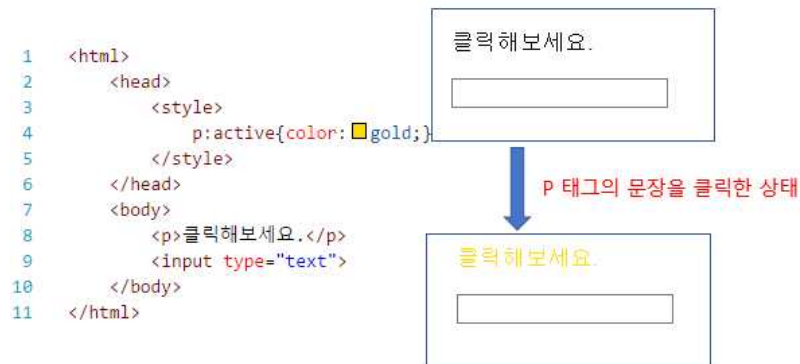 1 <html>
2 <head>
3 <style>
4 p:active{color: gold;}
5 </style>
6 </head>
7 <body>
8 <p>클릭해보세요.</p>
9 <input type="text">
10 </body>
11 </html>
클릭해보세요.
P 태그의 문장을 클릭한 상태
클릭해보세요.